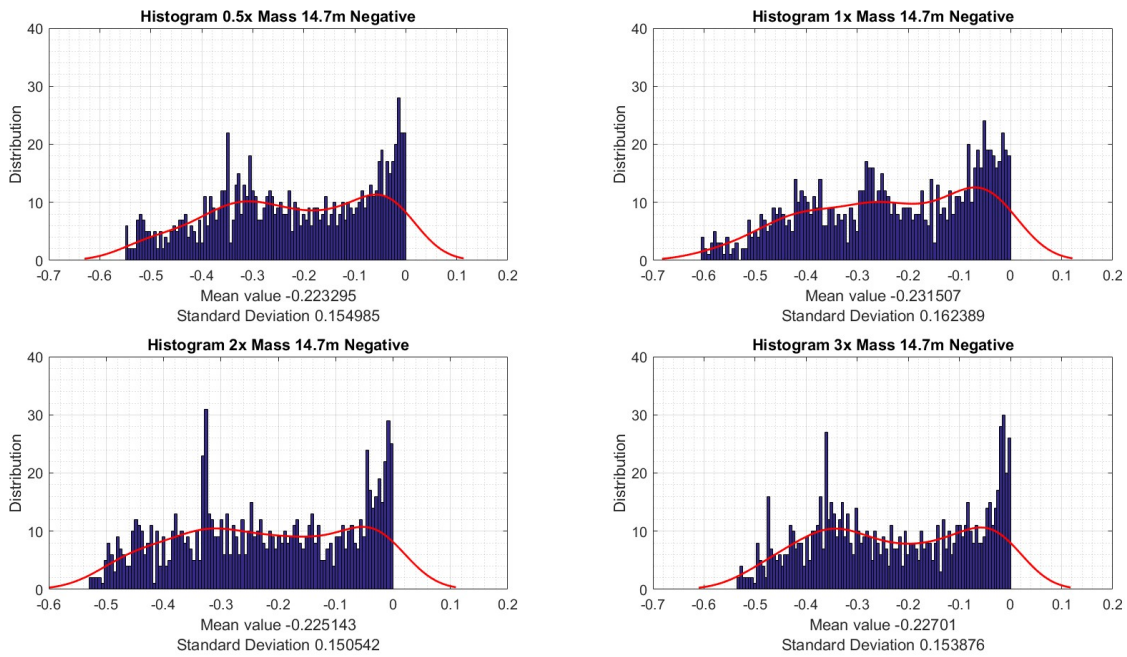 Histogram 0.5x Mass 14.7m Negative
40
30
20
10
0
Distribution
-0.7 -0.6 -0.5 -0.4 -0.3 -0.2 -0.1 0 0.1 0.2
Mean value -0.223295
Standard Deviation 0.154985
Histogram 1x Mass 14.7m Negative
40
30
20
10
0
Distribution
-0.7 -0.6 -0.5 -0.4 -0.3 -0.2 -0.1 0 0.1 0.2
Mean value -0.231507
Standard Deviation 0.162389
Histogram 2x Mass 14.7m Negative
40
30
20
10
0
Distribution
-0.6 -0.5 -0.4 -0.3 -0.2 -0.1 0 0.1 0.2
Mean value -0.225143
Standard Deviation 0.150542
Histogram 3x Mass 14.7m Negative
40
30
20
10
0
Distribution
-0.7 -0.6 -0.5 -0.4 -0.3 -0.2 -0.1 0 0.1 0.2
Mean value -0.22701
Standard Deviation 0.153876